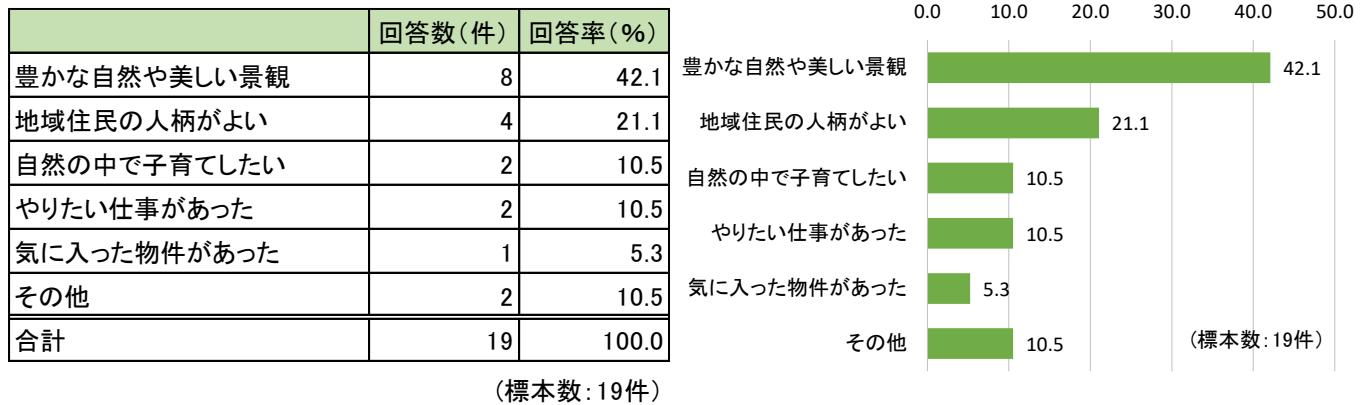 回答数(件) 回答率(%)
豊かな自然や美しい景観 8 42.1
地域住民の人柄がよい 4 21.1
自然の中で子育てしたい 2 10.5
やりたい仕事があった 2 10.5
気に入った物件があった 1 5.3
その他 2 10.5
合計 19 100.0
(標本数:19件)
0.0 10.0 20.0 30.0 40.0 50.0
豊かな自然や美しい景観 42.1
地域住民の人柄がよい 21.1
自然の中で子育てしたい 10.5
やりたい仕事があった 10.5
気に入った物件があった 5.3
その他 10.5 (標本数:19件)